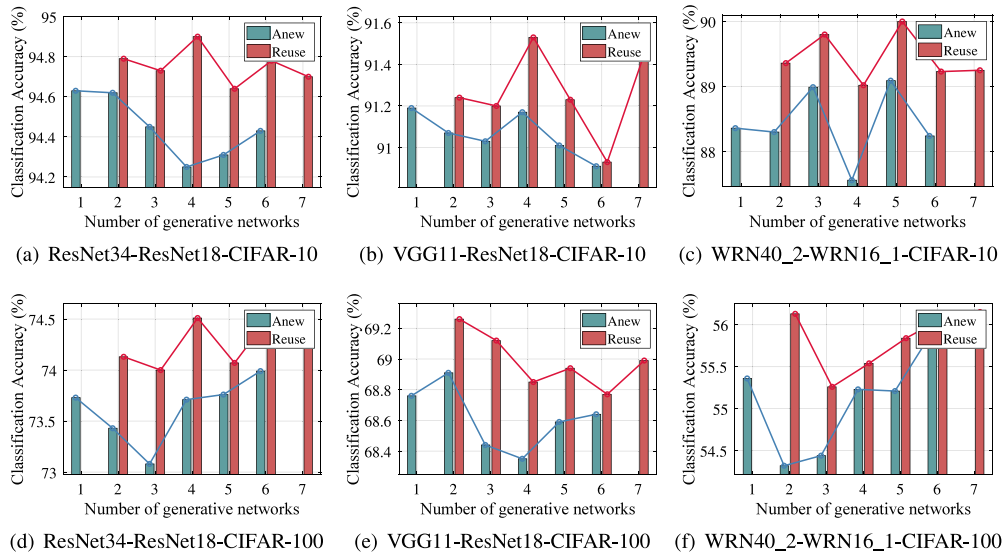 Classification Accuracy (%)
95
94.8
94.6
94.4
94.2
1 2 3 4 5 6 7
Number of generative networks
Anew
Reuse
(a) ResNet34-ResNet18-CIFAR-10
Classification Accuracy (%)
91.6
91.4
91.2
91
1 2 3 4 5 6 7
Number of generative networks
Anew
Reuse
(b) VGG11-ResNet18-CIFAR-10
Classification Accuracy (%)
90
89
88
1 2 3 4 5 6 7
Number of generative networks
Anew
Reuse
(c) WRN40_2-WRN16_1-CIFAR-10
Classification Accuracy (%)
74.5
74
73.5
73
1 2 3 4 5 6 7
Number of generative networks
Anew
Reuse
(d) ResNet34-ResNet18-CIFAR-100
Classification Accuracy (%)
69.2
69
68.8
68.6
68.4
1 2 3 4 5 6 7
Number of generative networks
Anew
Reuse
(e) VGG11-ResNet18-CIFAR-100
Classification Accuracy (%)
56
55.5
55
54.5
1 2 3 4 5 6 7
Number of generative networks
Anew
Reuse
(f) WRN40_2-WRN16_1-CIFAR-100